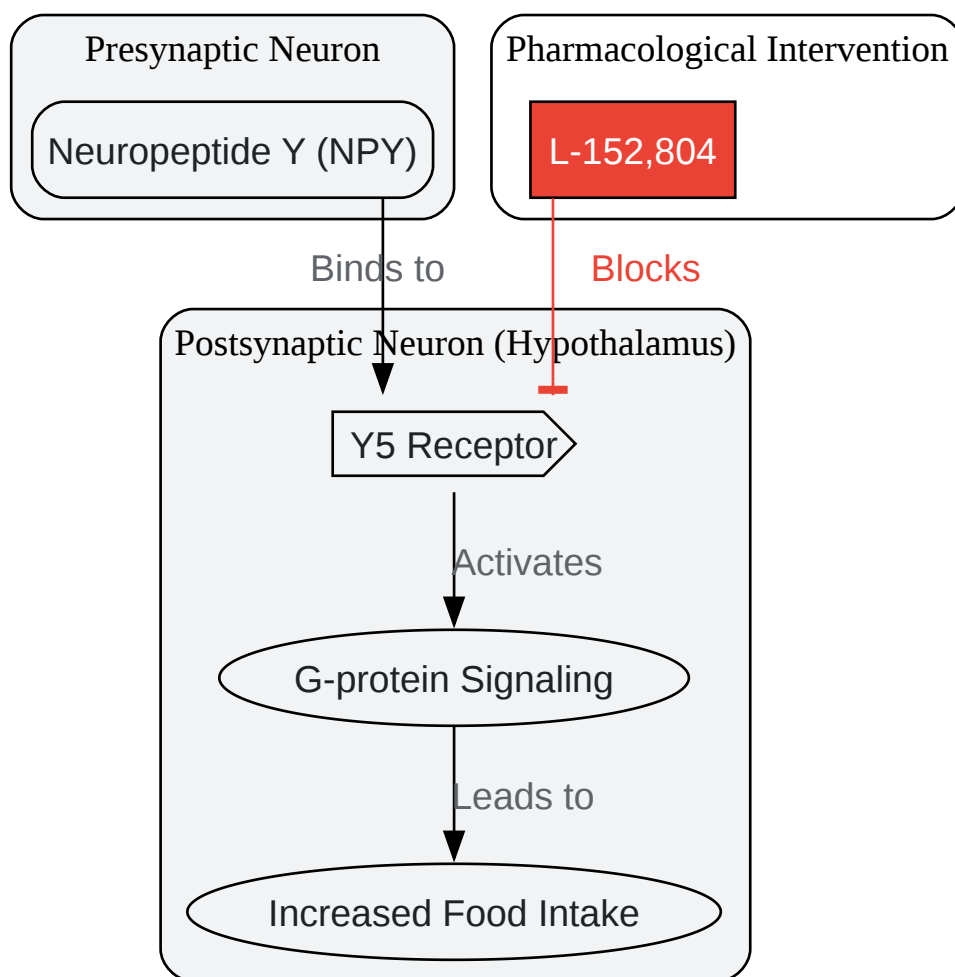 Presynaptic Neuron
Pharmacological Intervention
Neuropeptide Y (NPY)
L-152,804
Binds to
Blocks
Postsynaptic Neuron (Hypothalamus)
Y5 Receptor
Activates
G-protein Signaling
Leads to
Increased Food Intake